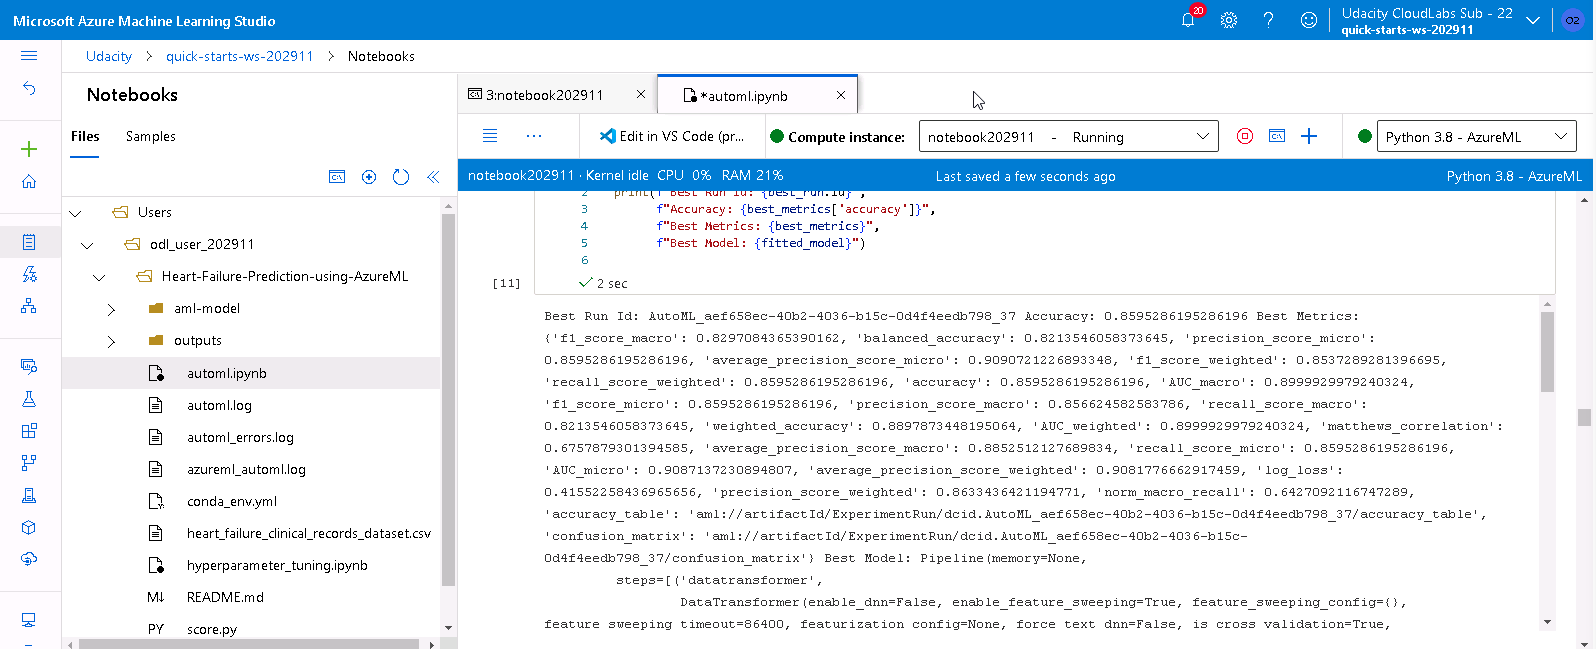 Microsoft Azure Machine Learning Studio
20
Udacity CloudLabs Sub - 22
quick-starts-ws-202911
O2
Udacity > quick-starts-ws-202911 > Notebooks
Notebooks
Files Samples
Users
odl_user_202911
Heart-Failure-Prediction-using-AzureML
aml-model
outputs
automl.ipynb
automl.log
automl_errors.log
azureml_automl.log
conda_env.yml
heart_failure_clinical_records_dataset.csv
hyperparameter_tuning.ipynb
M↓ README.md
PY score.py
3:notebook202911 × *automl.ipynb ×
··· Edit in VS Code (pr... Compute instance: notebook202911 - Running Python 3.8 - AzureML
notebook202911 · Kernel idle CPU 0% RAM 21% Last saved a few seconds ago Python 3.8 - AzureML
2 print(f"Best Run Id: {best_run.id}",
3 f"Accuracy: {best_metrics['accuracy']}",
4 f"Best Metrics: {best_metrics}",
5 f"Best Model: {fitted_model}")
6
[11] ✓ 2 sec
Best Run Id: AutoML_aef658ec-40b2-4036-b15c-0d4f4eedb798_37 Accuracy: 0.8595286195286196 Best Metrics:
{'f1_score_macro': 0.8297084365390162, 'balanced_accuracy': 0.8213546058373645, 'precision_score_micro':
0.8595286195286196, 'average_precision_score_micro': 0.9090721226893348, 'f1_score_weighted': 0.8537289281396695,
'recall_score_weighted': 0.8595286195286196, 'accuracy': 0.8595286195286196, 'AUC_macro': 0.8999929979240324,
'f1_score_micro': 0.8595286195286196, 'precision_score_macro': 0.856624582583786, 'recall_score_macro':
0.8213546058373645, 'weighted_accuracy': 0.8897873448195064, 'AUC_weighted': 0.8999929979240324, 'matthews_correlation':
0.6757879301394585, 'average_precision_score_macro': 0.8852512127689834, 'recall_score_micro': 0.8595286195286196,
'AUC_micro': 0.9087137230894807, 'average_precision_score_weighted': 0.9081776662917459, 'log_loss':
0.41552258436965656, 'precision_score_weighted': 0.8633436421194771, 'norm_macro_recall': 0.6427092116747289,
'accuracy_table': 'aml://artifactId/ExperimentRun/dcid.AutoML_aef658ec-40b2-4036-b15c-0d4f4eedb798_37/accuracy_table',
'confusion_matrix': 'aml://artifactId/ExperimentRun/dcid.AutoML_aef658ec-40b2-4036-b15c-
0d4f4eedb798_37/confusion_matrix'} Best Model: Pipeline(memory=None,
steps=[('datatransformer',
DataTransformer(enable_dnn=False, enable_feature_sweeping=True, feature_sweeping_config={},
feature_sweeping_timeout=86400, featurization_config=None, force_text_dnn=False, is_cross_validation=True,